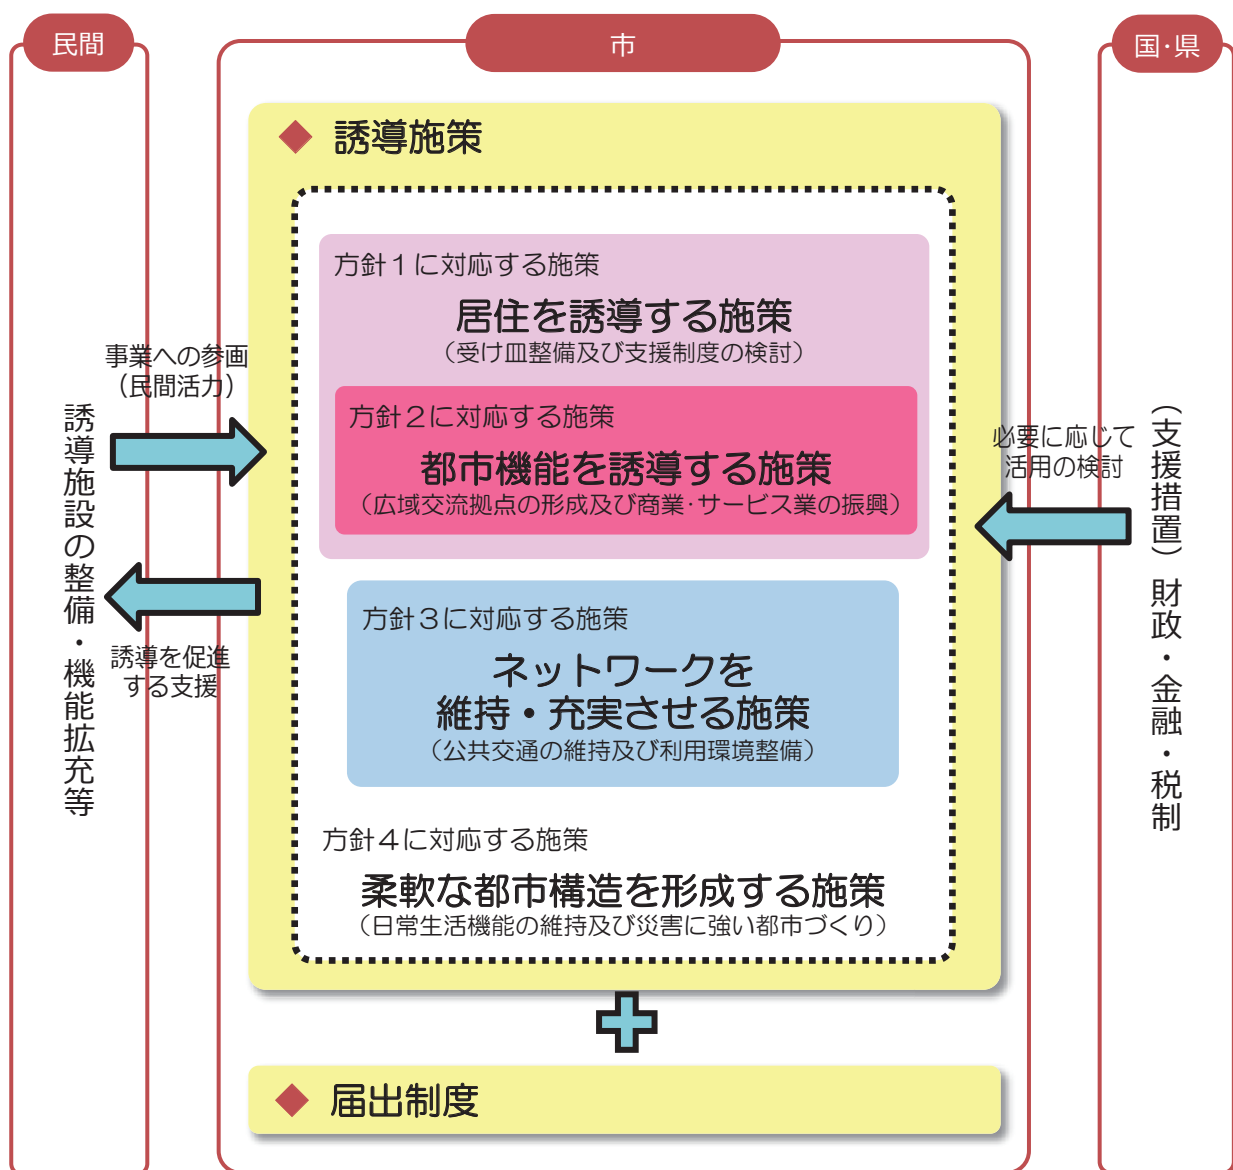 民間
市
国・県
誘導施策
方針１に対応する施策
居住を誘導する施策
（受け皿整備及び支援制度の検討）
方針２に対応する施策
都市機能を誘導する施策
（広域交流拠点の形成及び商業・サービス業の振興）
方針３に対応する施策
ネットワークを
維持・充実させる施策
（公共交通の維持及び利用環境整備）
方針４に対応する施策
柔軟な都市構造を形成する施策
（日常生活機能の維持及び災害に強い都市づくり）
届出制度
事業への参画
（民間活力）
誘導を促進
する支援
誘導施設の整備・機能拡充等
必要に応じて
活用の検討
（支援措置）財政・金融・税制